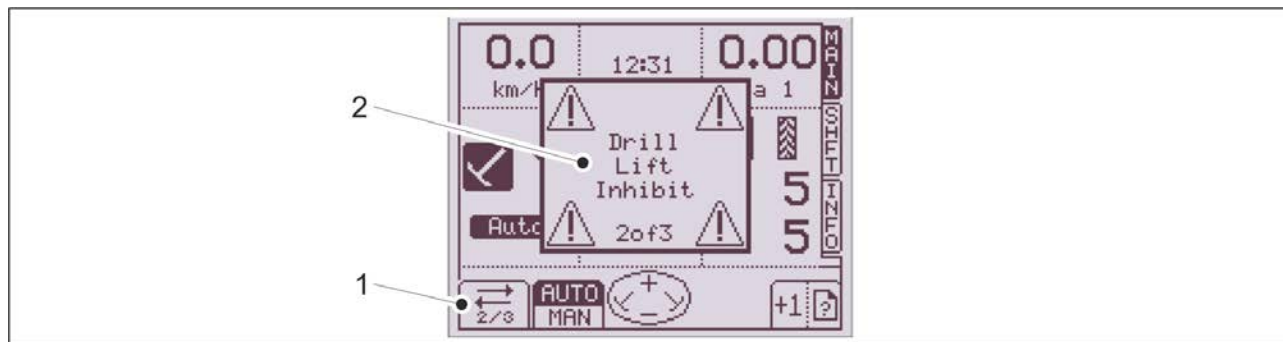 0.0
12:31
0.00
km/h
a 1
MAIN
2
Drill
Lift
Inhibit
2of3
SHFT
5
Auto
5
INFO
1
2/3
AUTO
MAN
+
-
+1
?